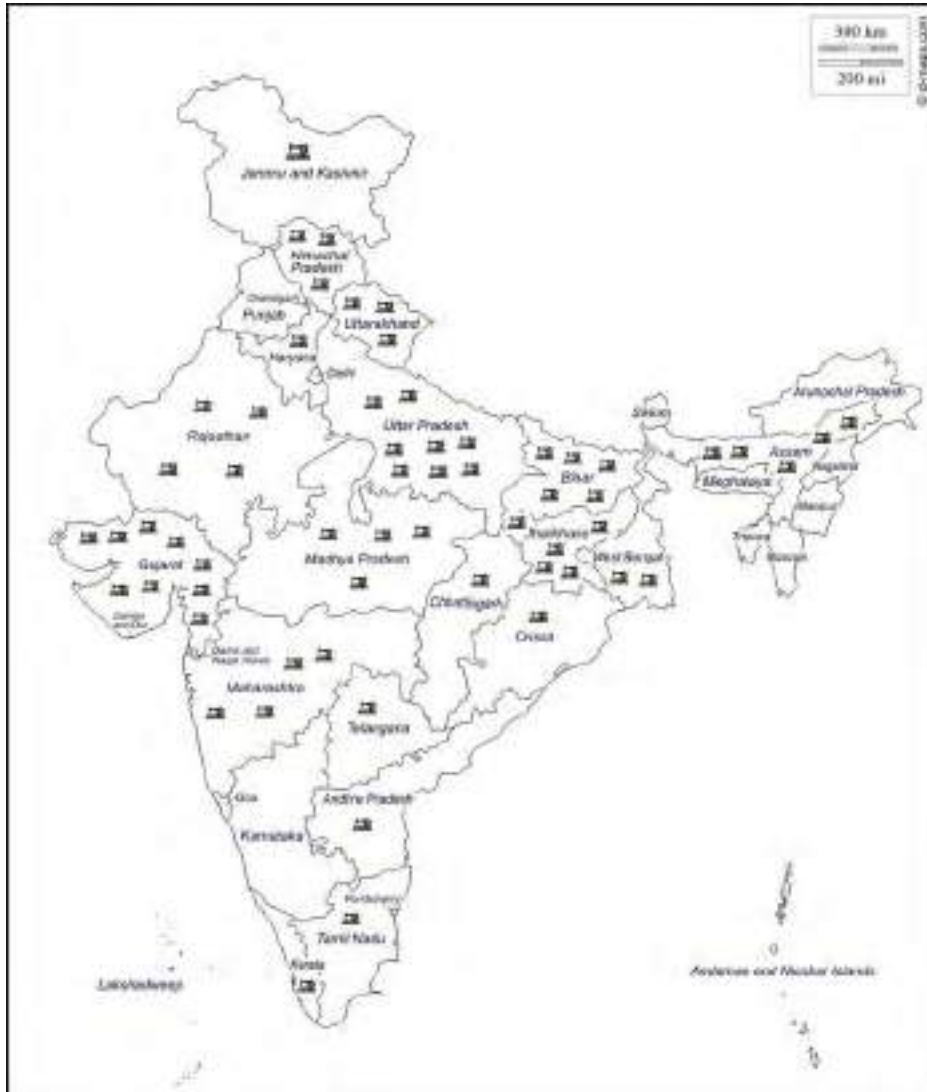 300 km
200 mi
Jammu and Kashmir
Himachal
Pradesh
Chandigarh
Punjab
Uttarakhand
Haryana
Delhi
Arunachal Pradesh
Sikkim
Rajasthan
Uttar Pradesh
Assam
Nagaland
Bihar
Meghalaya
Manipur
Jharkhand
Tripura
West Bengal
Mizoram
Gujarat
Madhya Pradesh
Chhattisgarh
Orissa
Maharashtra
Telangana
Goa
Andhra Pradesh
Karnataka
Tamil Nadu
Kerala
Lakshadweep
Andaman and Nicobar Islands